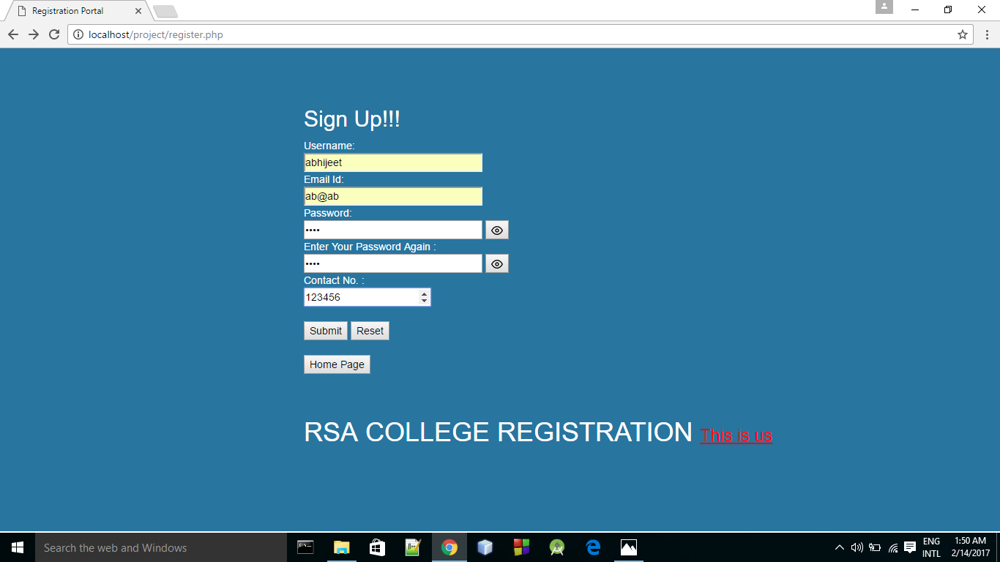 Registration Portal
localhost/project/register.php
Sign Up!!!
Username:
abhijeet
Email Id:
ab@ab
Password:
••••
Enter Your Password Again :
••••
Contact No. :
123456
Submit Reset
Home Page
RSA COLLEGE REGISTRATION This is us
Search the web and Windows
ENG 1:50 AM
INTL 2/14/2017